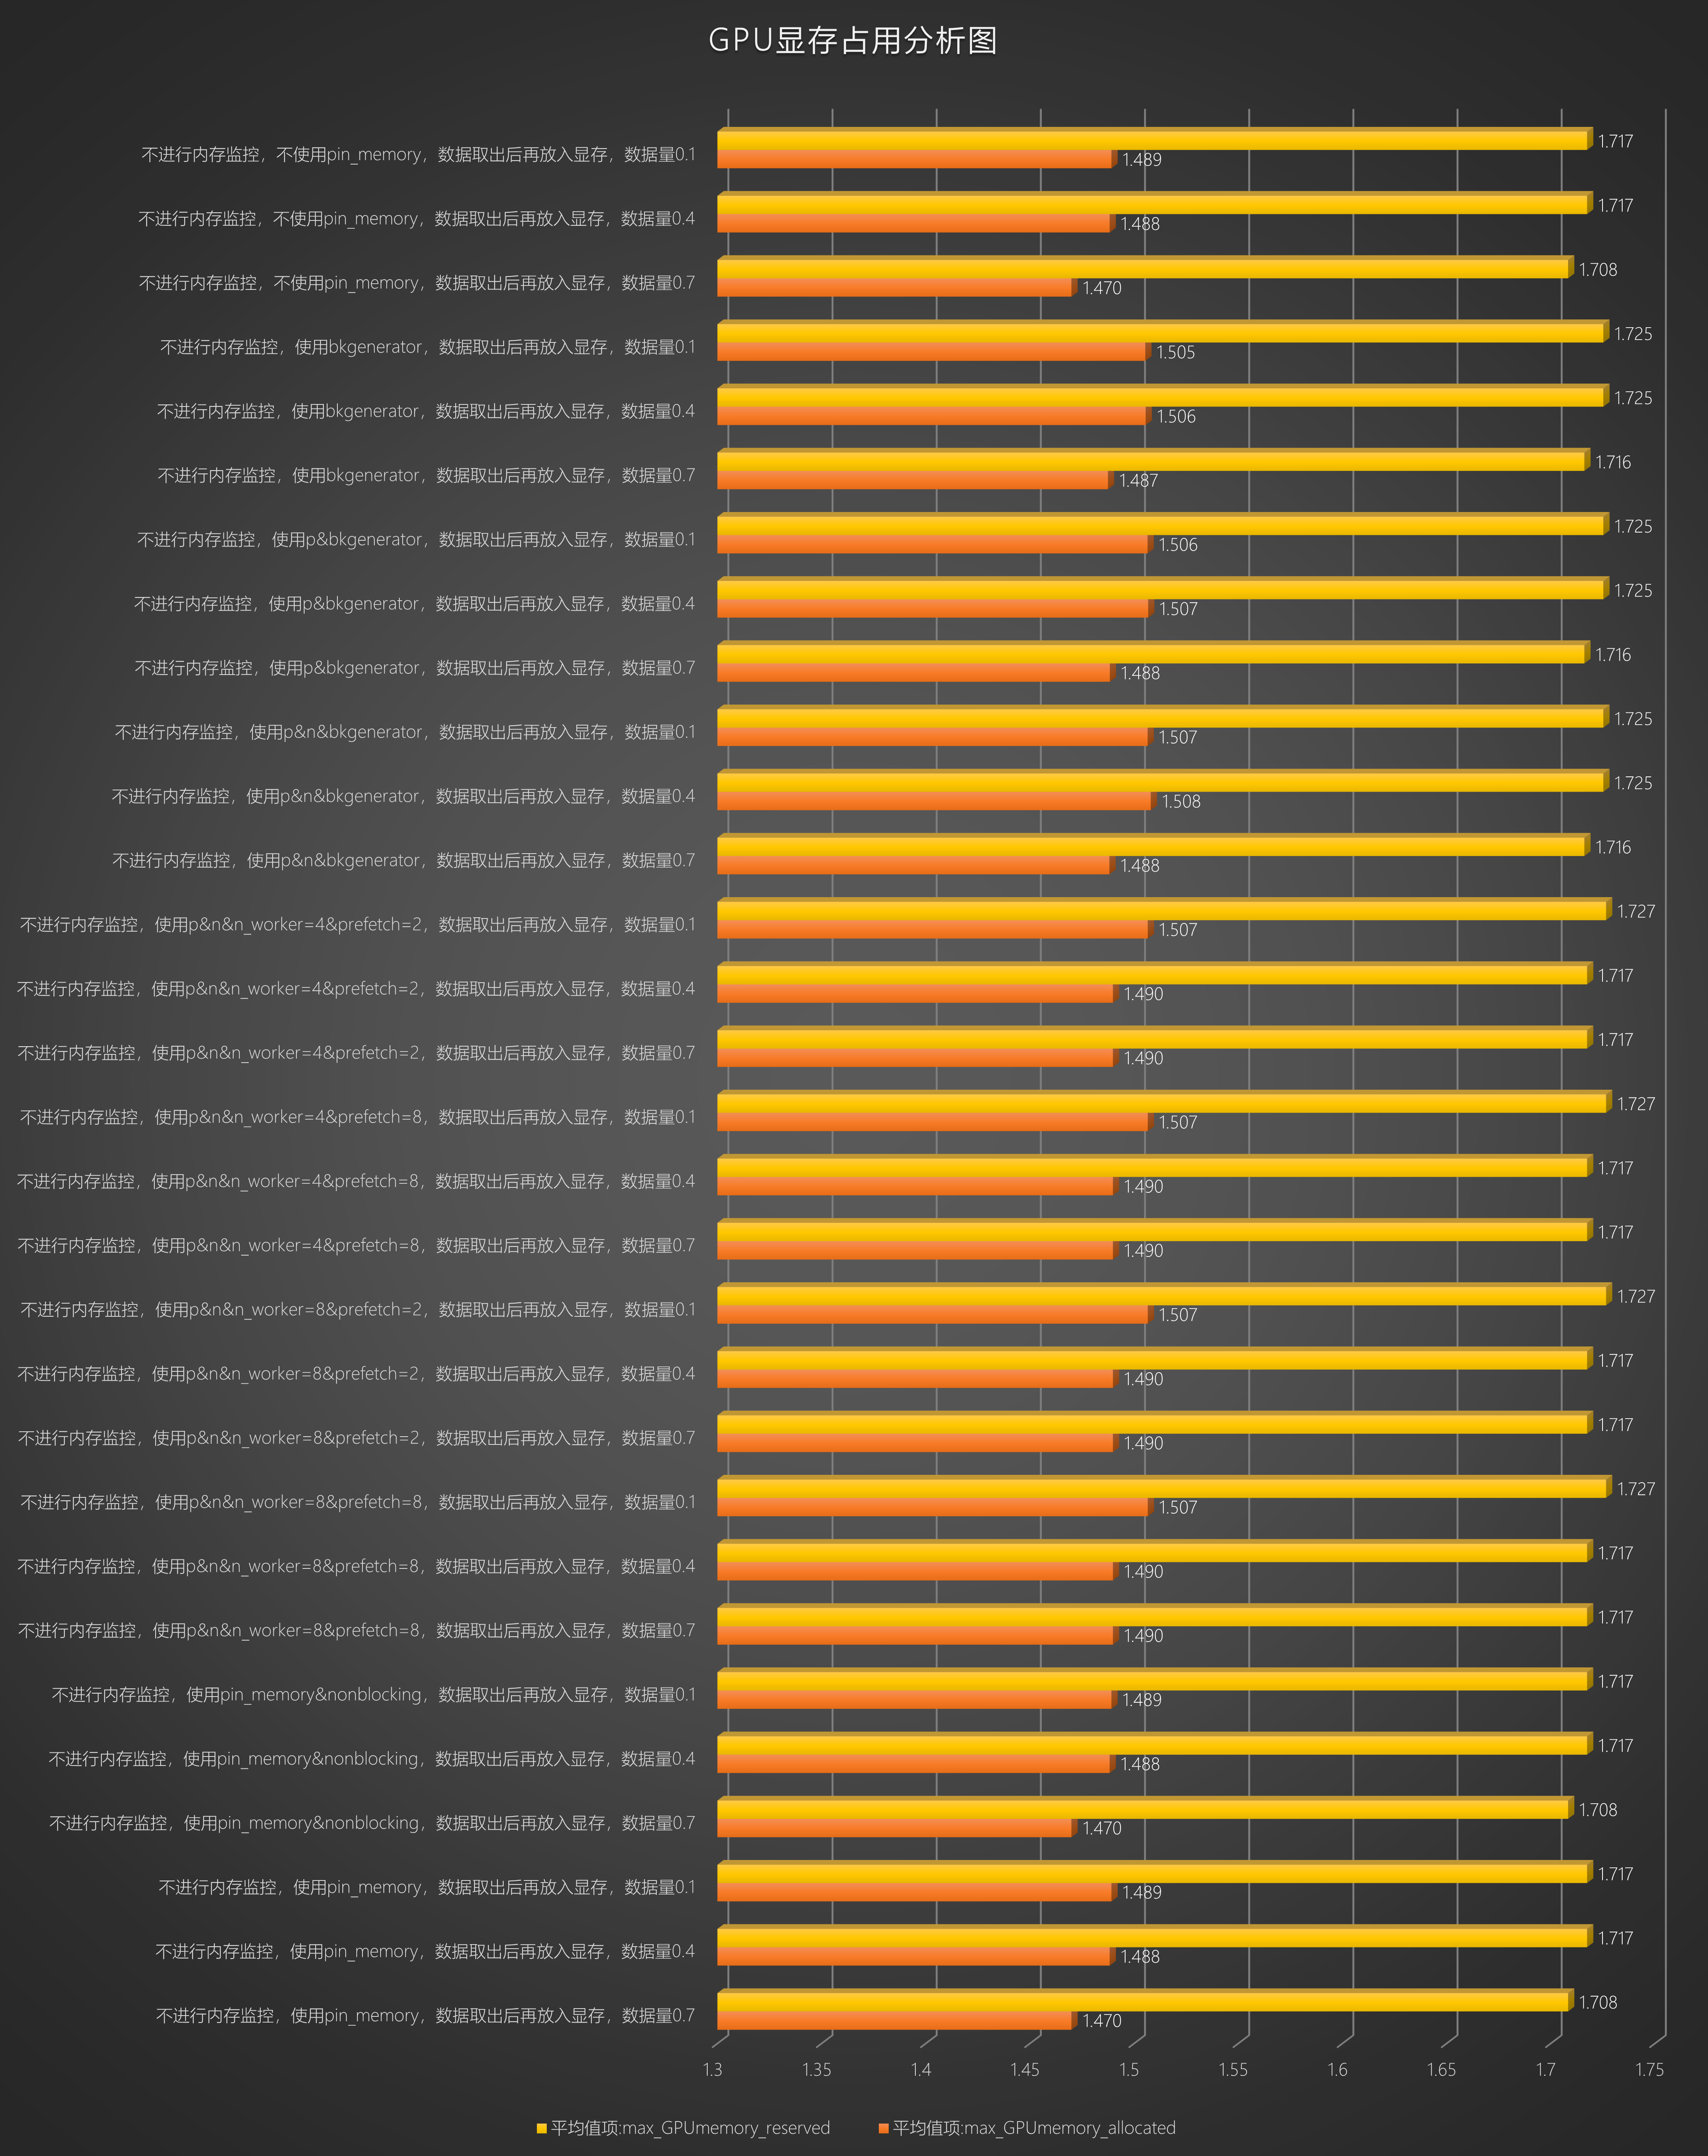 GPU显存占用分析图
不进行内存监控，不使用pin_memory，数据取出后再放入显存，数据量0.1
1.717
1.489
不进行内存监控，不使用pin_memory，数据取出后再放入显存，数据量0.4
1.717
1.488
不进行内存监控，不使用pin_memory，数据取出后再放入显存，数据量0.7
1.708
1.470
不进行内存监控，使用bkgenerator，数据取出后再放入显存，数据量0.1
1.725
1.505
不进行内存监控，使用bkgenerator，数据取出后再放入显存，数据量0.4
1.725
1.506
不进行内存监控，使用bkgenerator，数据取出后再放入显存，数据量0.7
1.716
1.487
不进行内存监控，使用p&bkgenerator，数据取出后再放入显存，数据量0.1
1.725
1.506
不进行内存监控，使用p&bkgenerator，数据取出后再放入显存，数据量0.4
1.725
1.507
不进行内存监控，使用p&bkgenerator，数据取出后再放入显存，数据量0.7
1.716
1.488
不进行内存监控，使用p&n&bkgenerator，数据取出后再放入显存，数据量0.1
1.725
1.507
不进行内存监控，使用p&n&bkgenerator，数据取出后再放入显存，数据量0.4
1.725
1.508
不进行内存监控，使用p&n&bkgenerator，数据取出后再放入显存，数据量0.7
1.716
1.488
不进行内存监控，使用p&n&n_worker=4&prefetch=2，数据取出后再放入显存，数据量0.1
1.727
1.507
不进行内存监控，使用p&n&n_worker=4&prefetch=2，数据取出后再放入显存，数据量0.4
1.717
1.490
不进行内存监控，使用p&n&n_worker=4&prefetch=2，数据取出后再放入显存，数据量0.7
1.717
1.490
不进行内存监控，使用p&n&n_worker=4&prefetch=8，数据取出后再放入显存，数据量0.1
1.727
1.507
不进行内存监控，使用p&n&n_worker=4&prefetch=8，数据取出后再放入显存，数据量0.4
1.717
1.490
不进行内存监控，使用p&n&n_worker=4&prefetch=8，数据取出后再放入显存，数据量0.7
1.717
1.490
不进行内存监控，使用p&n&n_worker=8&prefetch=2，数据取出后再放入显存，数据量0.1
1.727
1.507
不进行内存监控，使用p&n&n_worker=8&prefetch=2，数据取出后再放入显存，数据量0.4
1.717
1.490
不进行内存监控，使用p&n&n_worker=8&prefetch=2，数据取出后再放入显存，数据量0.7
1.717
1.490
不进行内存监控，使用p&n&n_worker=8&prefetch=8，数据取出后再放入显存，数据量0.1
1.727
1.507
不进行内存监控，使用p&n&n_worker=8&prefetch=8，数据取出后再放入显存，数据量0.4
1.717
1.490
不进行内存监控，使用p&n&n_worker=8&prefetch=8，数据取出后再放入显存，数据量0.7
1.717
1.490
不进行内存监控，使用pin_memory&nonblocking，数据取出后再放入显存，数据量0.1
1.717
1.489
不进行内存监控，使用pin_memory&nonblocking，数据取出后再放入显存，数据量0.4
1.717
1.488
不进行内存监控，使用pin_memory&nonblocking，数据取出后再放入显存，数据量0.7
1.708
1.470
不进行内存监控，使用pin_memory，数据取出后再放入显存，数据量0.1
1.717
1.489
不进行内存监控，使用pin_memory，数据取出后再放入显存，数据量0.4
1.717
1.488
不进行内存监控，使用pin_memory，数据取出后再放入显存，数据量0.7
1.708
1.470
1.3 1.35 1.4 1.45 1.5 1.55 1.6 1.65 1.7 1.75
平均值项:max_GPUmemory_reserved 平均值项:max_GPUmemory_allocated